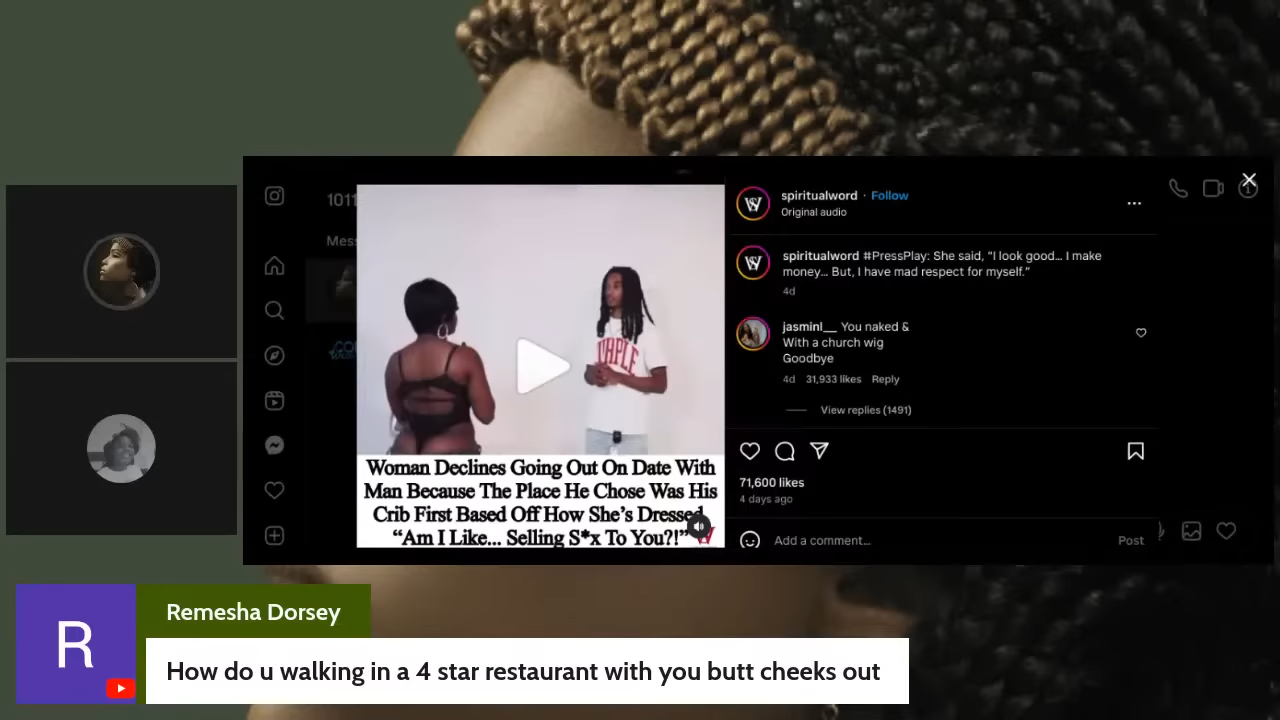 1011
Mess
spiritualword · Follow
Original audio
spiritualword #PressPlay: She said, “I look good… I make
money… But, I have mad respect for myself.”
4d
jasminl__ You naked &
With a church wig
Goodbye
4d 31,933 likes Reply
View replies (1491)
71,600 likes
4 days ago
Add a comment…
Post
PURPLE
Woman Declines Going Out On Date With
Man Because The Place He Chose Was His
Crib First Based Off How She’s Dressed
“Am I Like... Selling S*x To You?!”
R
Remesha Dorsey
How do u walking in a 4 star restaurant with you butt cheeks out